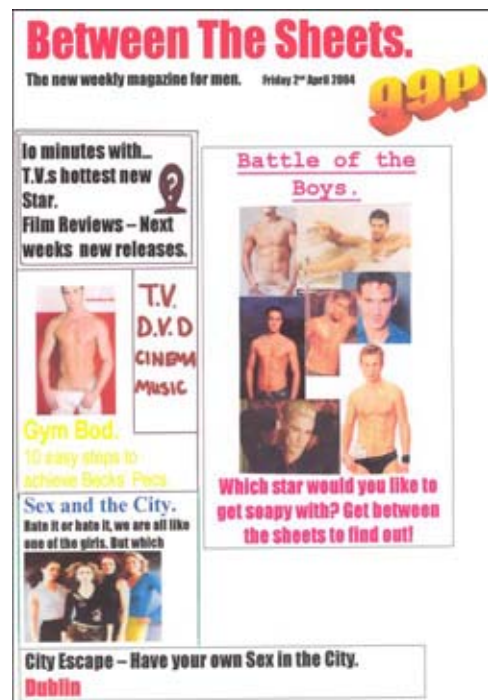 Between The Sheets.
The new weekly magazine for men. Friday 2nd April 2004
99p
Io minutes with...
T.V.s hottest new
Star.
Film Reviews – Next
weeks new releases.
?
T.V.
D.V.D
CINEMA
MUSIC
Gym Bod.
10 easy steps to
achieve Becks' Pecs
Sex and the City.
Rate it or hate it, we are all like
one of the girls. But which
Battle of the
Boys.
Which star would you like to
get soapy with? Get between
the sheets to find out!
City Escape – Have your own Sex in the City.
Dublin